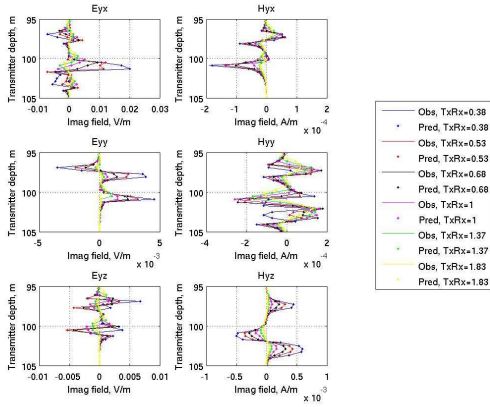 Eyx
Hyx
95
100
105
Transmitter depth, m
-0.01
0
0.01
0.02
0.03
Imag field, V/m
95
100
105
Transmitter depth, m
-2
-1
0
1
2
Imag field, A/m
x 10^-4
Eyy
Hyy
95
100
105
Transmitter depth, m
-5
0
5
Imag field, V/m
x 10^-3
95
100
105
Transmitter depth, m
-4
-2
0
2
4
Imag field, A/m
x 10^-4
Eyz
Hyz
95
100
105
Transmitter depth, m
-0.01
-0.005
0
0.005
0.01
Imag field, V/m
95
100
105
Transmitter depth, m
-1
-0.5
0
0.5
1
Imag field, A/m
x 10^-3
Obs, TxRx=0.38
Pred, TxRx=0.38
Obs, TxRx=0.53
Pred, TxRx=0.53
Obs, TxRx=0.68
Pred, TxRx=0.68
Obs, TxRx=1
Pred, TxRx=1
Obs, TxRx=1.37
Pred, TxRx=1.37
Obs, TxRx=1.83
Pred, TxRx=1.83